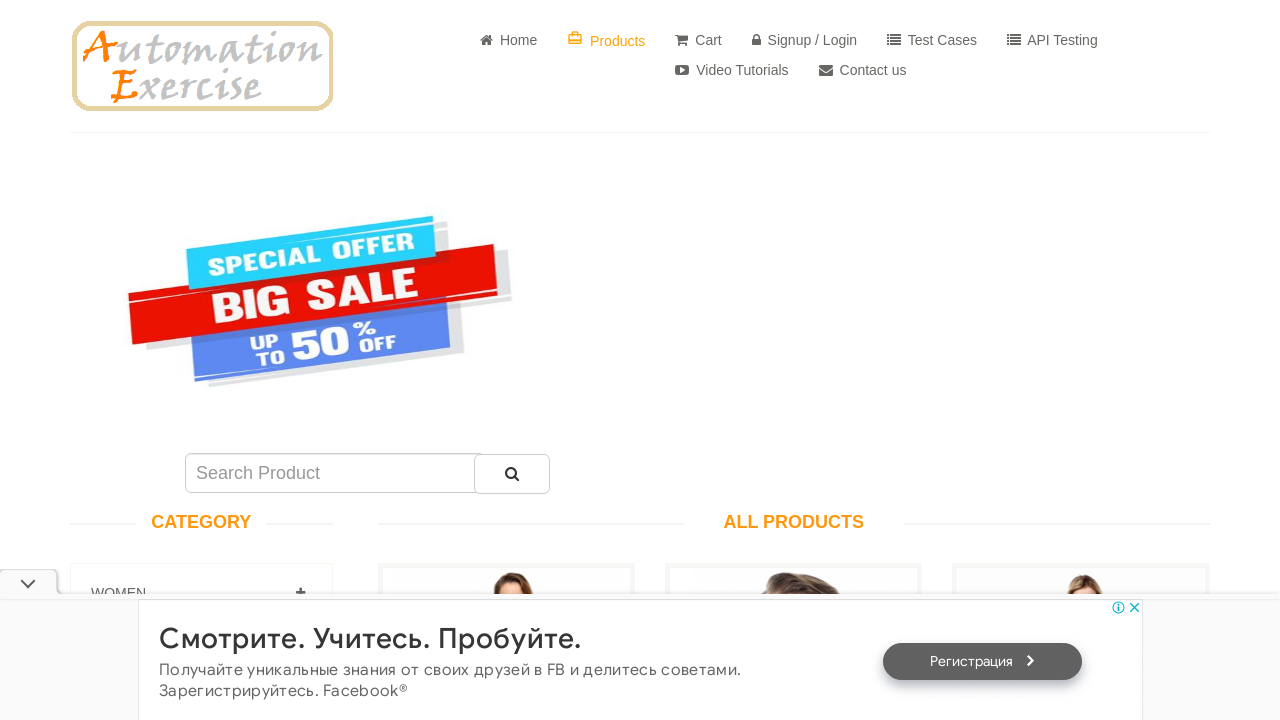 Automation
Exercise
Home
Products
Cart
Signup / Login
Test Cases
API Testing
Video Tutorials
Contact us
SPECIAL OFFER
BIG SALE
UP TO 50% OFF
Search Product
CATEGORY
ALL PRODUCTS
WOMEN
Смотрите. Учитесь. Пробуйте.
Получайте уникальные знания от своих друзей в FB и делитесь советами.
Зарегистрируйтесь. Facebook®
Регистрация